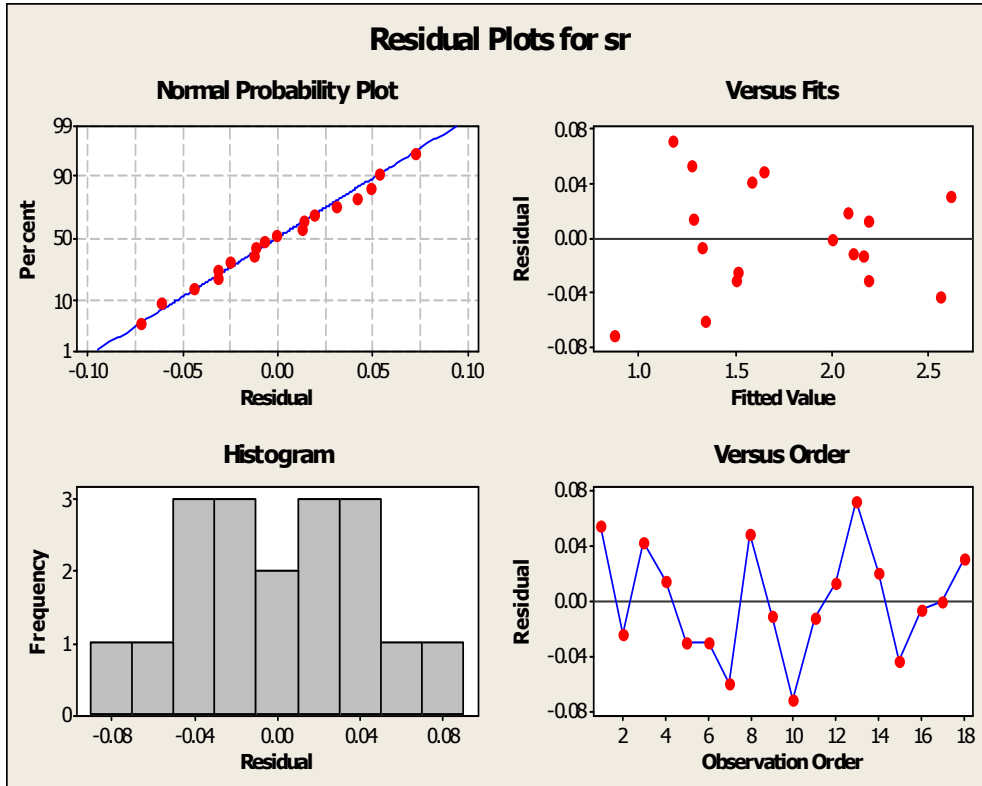 Residual Plots for sr
Normal Probability Plot
99
90
50
10
1
Percent
-0.10 -0.05 0.00 0.05 0.10
Residual
Versus Fits
0.08
0.04
0.00
-0.04
-0.08
Residual
1.0 1.5 2.0 2.5
Fitted Value
Histogram
3
2
1
0
Frequency
-0.08 -0.04 0.00 0.04 0.08
Residual
Versus Order
0.08
0.04
0.00
-0.04
-0.08
Residual
2 4 6 8 10 12 14 16 18
Observation Order